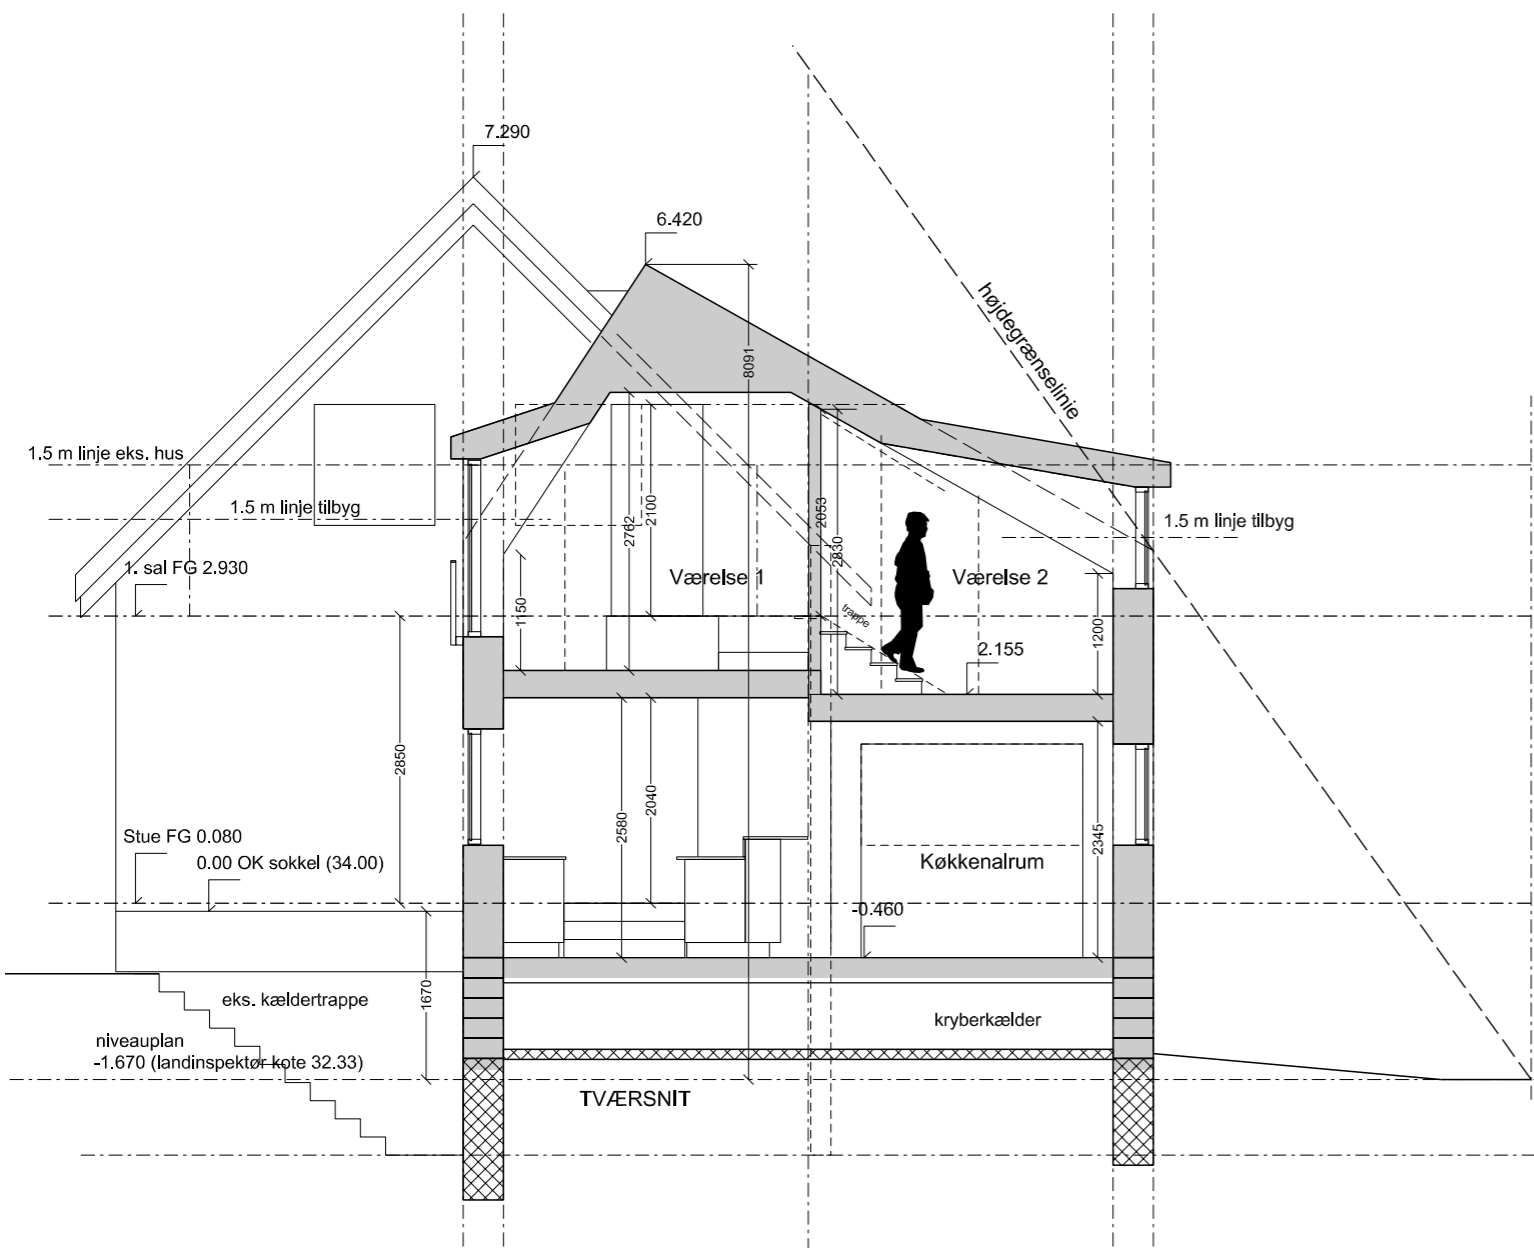 7.290
6.420
højdegrænselinie
8091
1.5 m linje eks. hus
1.5 m linje tilbyg
2762
2100
2053
2830
1.5 m linje tilbyg
1. sal FG 2.930
Værelse 1
Værelse 2
1150
trappe
1200
2.155
2850
2580
2040
2345
Stue FG 0.080
0.00 OK sokkel (34.00)
Køkkenalrum
-0.460
1670
eks. kældertrappe
kryberkælder
niveauplan
-1.670 (landinspektør kote 32.33)
TVÆRSNIT